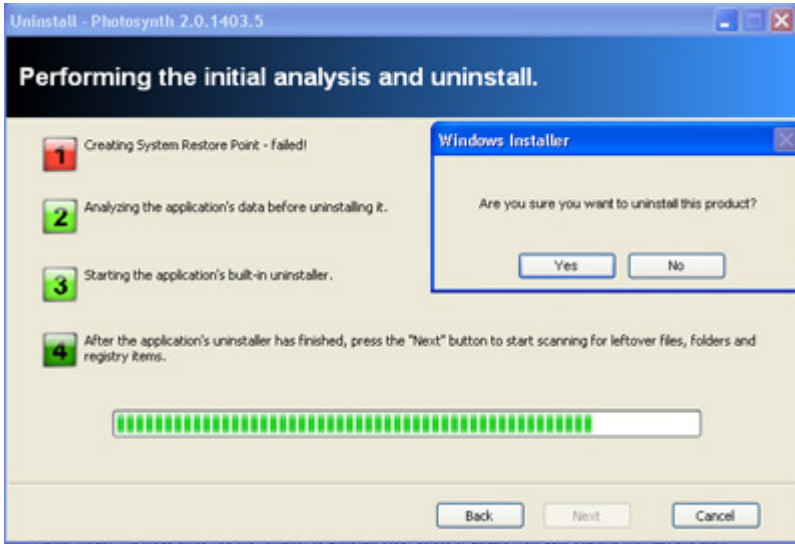 Uninstall - Photosynth 2.0.1403.5
Performing the initial analysis and uninstall.
1
Creating System Restore Point - failed!
Windows Installer
Are you sure you want to uninstall this product?
Yes
No
2
Analyzing the application's data before uninstalling it.
3
Starting the application's built-in uninstaller.
4
After the application's uninstaller has finished, press the "Next" button to start scanning for leftover files, folders and
registry items.
Back
Next
Cancel